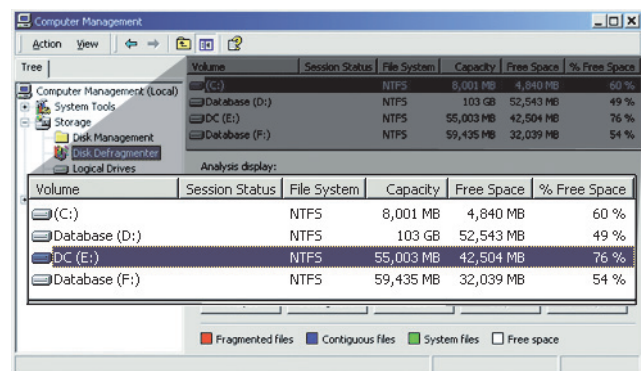 Computer Management
Action View
Tree
Computer Management (Local)
System Tools
Storage
Disk Management
Disk Defragmenter
Logical Drives
Volume Session Status File System Capacity Free Space % Free Space
(C:) NTFS 8,001 MB 4,840 MB 60 %
Database (D:) NTFS 103 GB 52,543 MB 49 %
DC (E:) NTFS 55,003 MB 42,504 MB 76 %
Database (F:) NTFS 59,435 MB 32,039 MB 54 %
Analysis display:
Volume Session Status File System Capacity Free Space % Free Space
(C:) NTFS 8,001 MB 4,840 MB 60 %
Database (D:) NTFS 103 GB 52,543 MB 49 %
DC (E:) NTFS 55,003 MB 42,504 MB 76 %
Database (F:) NTFS 59,435 MB 32,039 MB 54 %
Fragmented files Contiguous files System files Free space